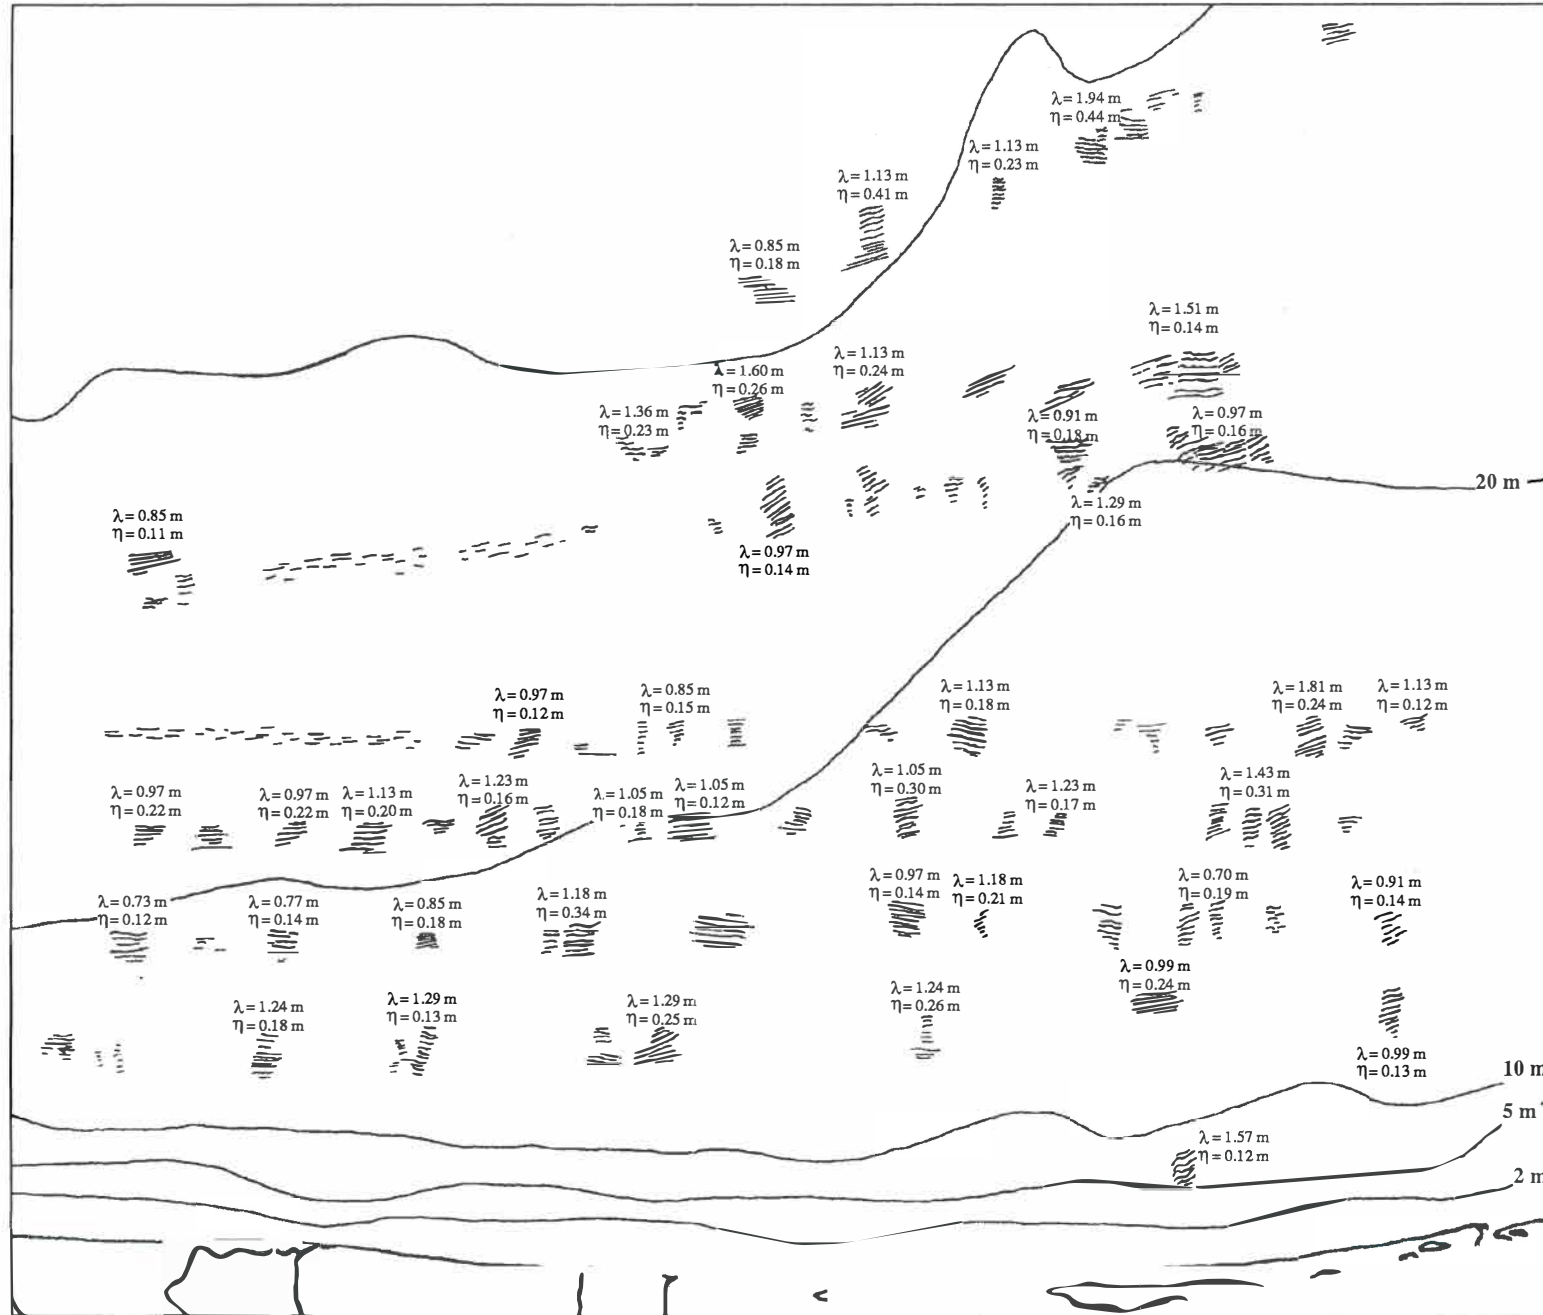 λ = 1.94 m
η = 0.44 m
λ = 1.13 m
η = 0.23 m
λ = 1.13 m
η = 0.41 m
λ = 0.85 m
η = 0.18 m
λ = 1.51 m
η = 0.14 m
λ = 1.13 m
η = 0.24 m
λ = 1.60 m
η = 0.26 m
λ = 1.36 m
η = 0.23 m
λ = 0.91 m
η = 0.18 m
λ = 0.97 m
η = 0.16 m
20 m
λ = 1.29 m
η = 0.16 m
λ = 0.85 m
η = 0.11 m
λ = 0.97 m
η = 0.14 m
λ = 0.97 m
η = 0.12 m
λ = 0.85 m
η = 0.15 m
λ = 1.13 m
η = 0.18 m
λ = 1.81 m
η = 0.24 m
λ = 1.13 m
η = 0.12 m
λ = 0.97 m
η = 0.22 m
λ = 0.97 m
η = 0.22 m
λ = 1.13 m
η = 0.20 m
λ = 1.23 m
η = 0.16 m
λ = 1.05 m
η = 0.18 m
λ = 1.05 m
η = 0.12 m
λ = 1.05 m
η = 0.30 m
λ = 1.23 m
η = 0.17 m
λ = 1.43 m
η = 0.31 m
λ = 0.73 m
η = 0.12 m
λ = 0.77 m
η = 0.14 m
λ = 0.85 m
η = 0.18 m
λ = 1.18 m
η = 0.34 m
λ = 0.97 m
η = 0.14 m
λ = 1.18 m
η = 0.21 m
λ = 0.70 m
η = 0.19 m
λ = 0.91 m
η = 0.14 m
λ = 0.99 m
η = 0.24 m
λ = 1.24 m
η = 0.18 m
λ = 1.29 m
η = 0.13 m
λ = 1.29 m
η = 0.25 m
λ = 1.24 m
η = 0.26 m
λ = 0.99 m
η = 0.13 m
10 m
5 m
λ = 1.57 m
η = 0.12 m
2 m